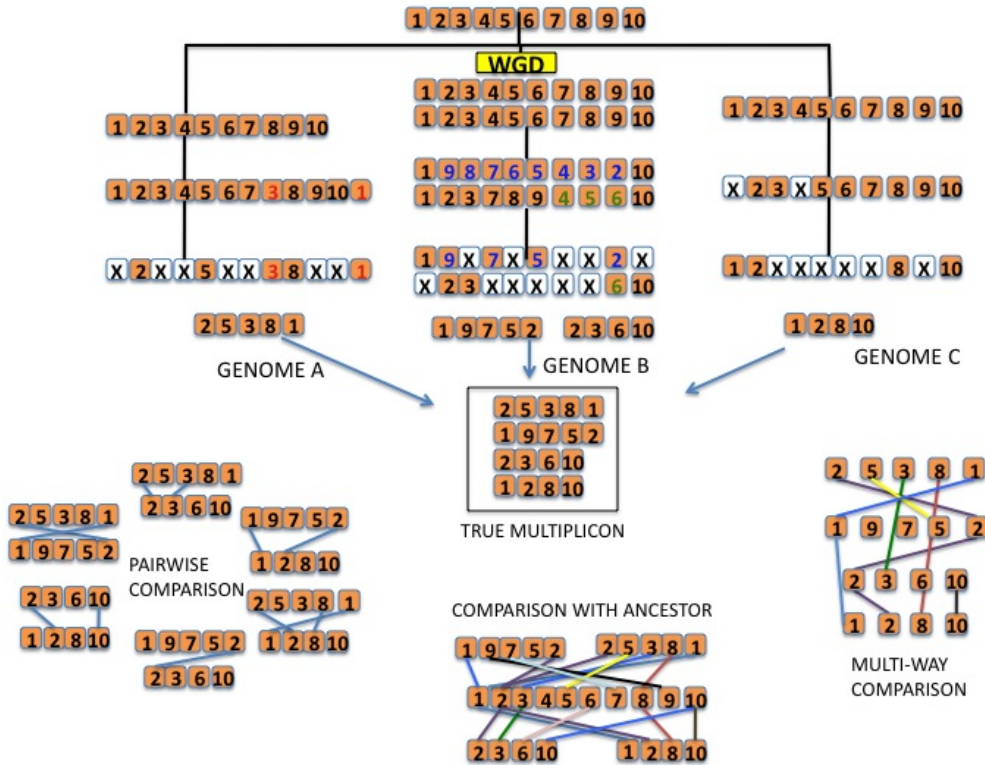 1 2 3 4 5 6 7 8 9 10
WGD
1 2 3 4 5 6 7 8 9 10
1 2 3 4 5 6 7 8 9 10
1 2 3 4 5 6 7 8 9 10
1 2 3 4 5 6 7 8 9 10
1 9 8 7 6 5 4 3 2 10
1 2 3 7 8 9 4 5 6 10
1 2 3 4 5 6 7 3 8 9 10 1
X 2 3 X 5 6 7 8 9 10
1 9 X 7 X 5 X X 2 X
X 2 3 X X X X X 6 10
X 2 X X 5 X X 3 8 X X 1
1 2 X X X X X 8 X 10
2 5 3 8 1
1 9 7 5 2
2 3 6 10
1 2 8 10
GENOME A
GENOME B
GENOME C
2 5 3 8 1
1 9 7 5 2
2 3 6 10
1 2 8 10
TRUE MULTIPLICON
2 5 3 8 1
2 3 6 10
2 5 3 8 1
1 9 7 5 2
1 9 7 5 2
1 2 8 10
PAIRWISE
COMPARISON
2 3 6 10
1 2 8 10
2 5 3 8 1
1 2 8 10
1 9 7 5 2
2 3 6 10
COMPARISON WITH ANCESTOR
1 9 7 5 2
2 5 3 8 1
1 2 3 4 5 6 7 8 9 10
2 3 6 10
1 2 8 10
2 5 3 8 1
1 9 7 5 2
2 3 6 10
1 2 8 10
MULTI-WAY
COMPARISON